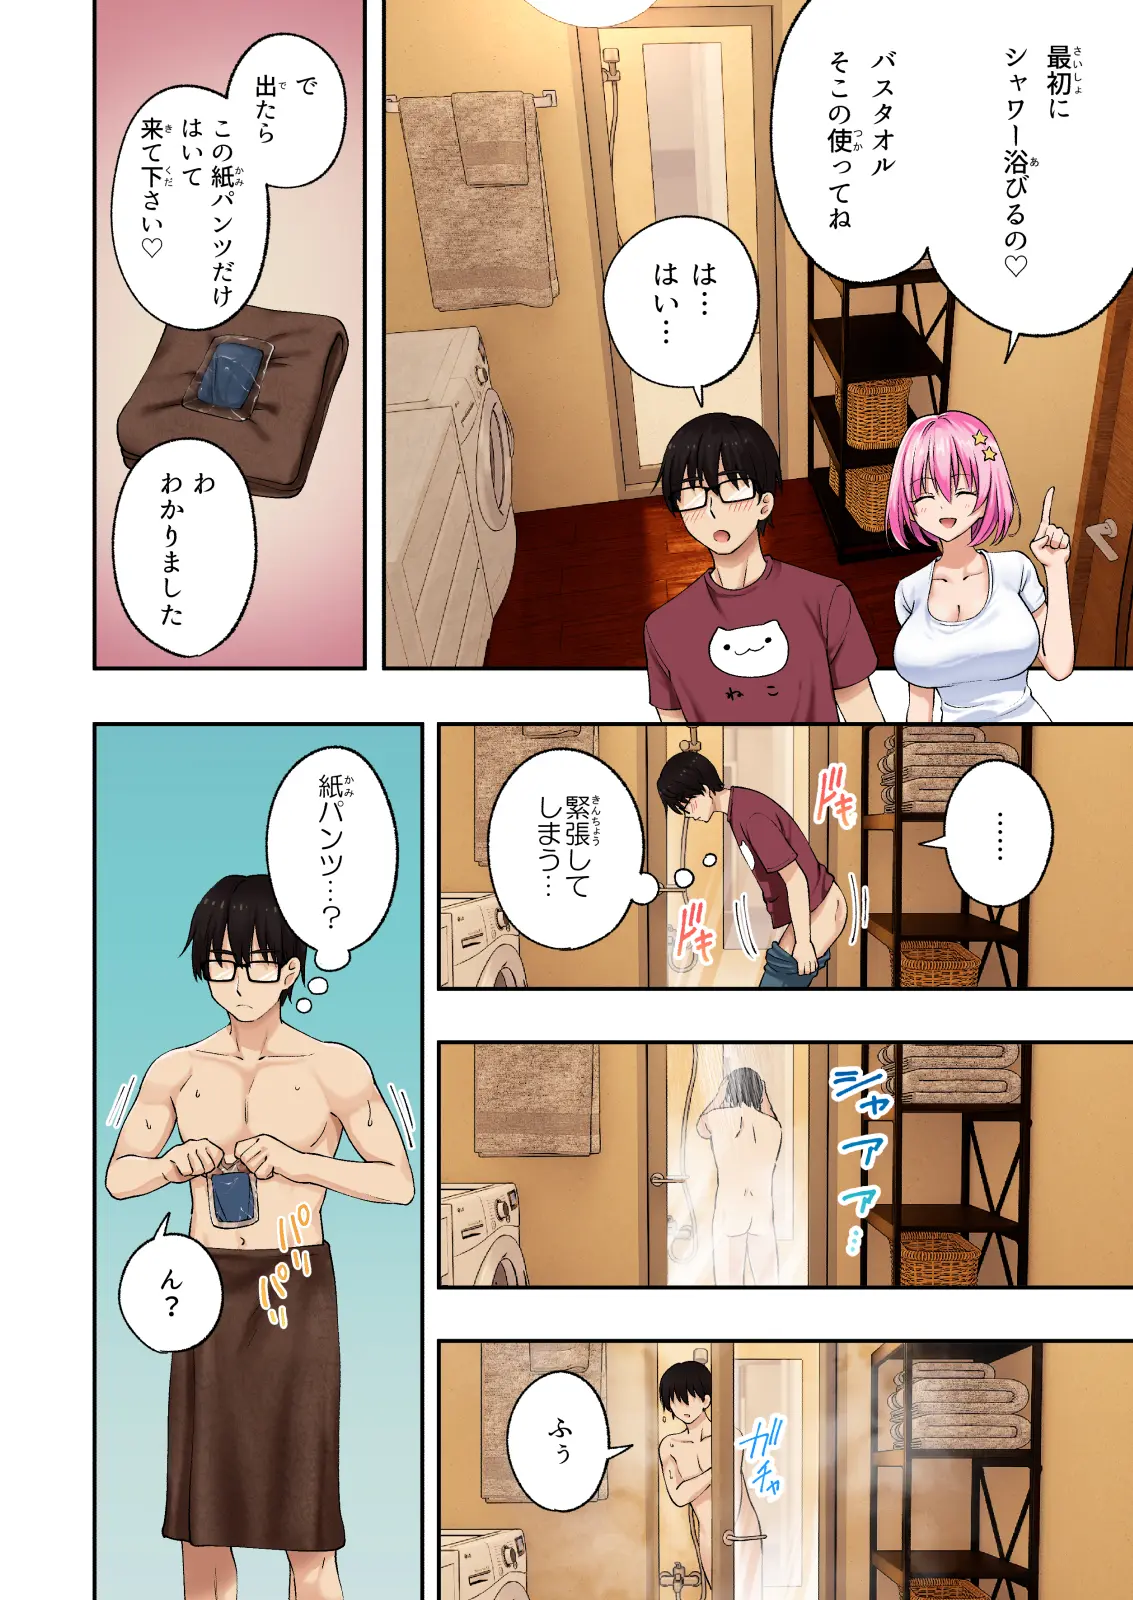 最初に
シャワー浴びるの♡
バスタオル
そこの使ってね
は…
はい…
ねこ
で
出たら
この紙パンツだけ
はいて
来て下さい♡
わ
わかりました
……
ドキ
緊張して
しまう…
ドキ
シャアアア…
ガチャ
ふぅ
紙パンツ…？
パリパリ
ん？